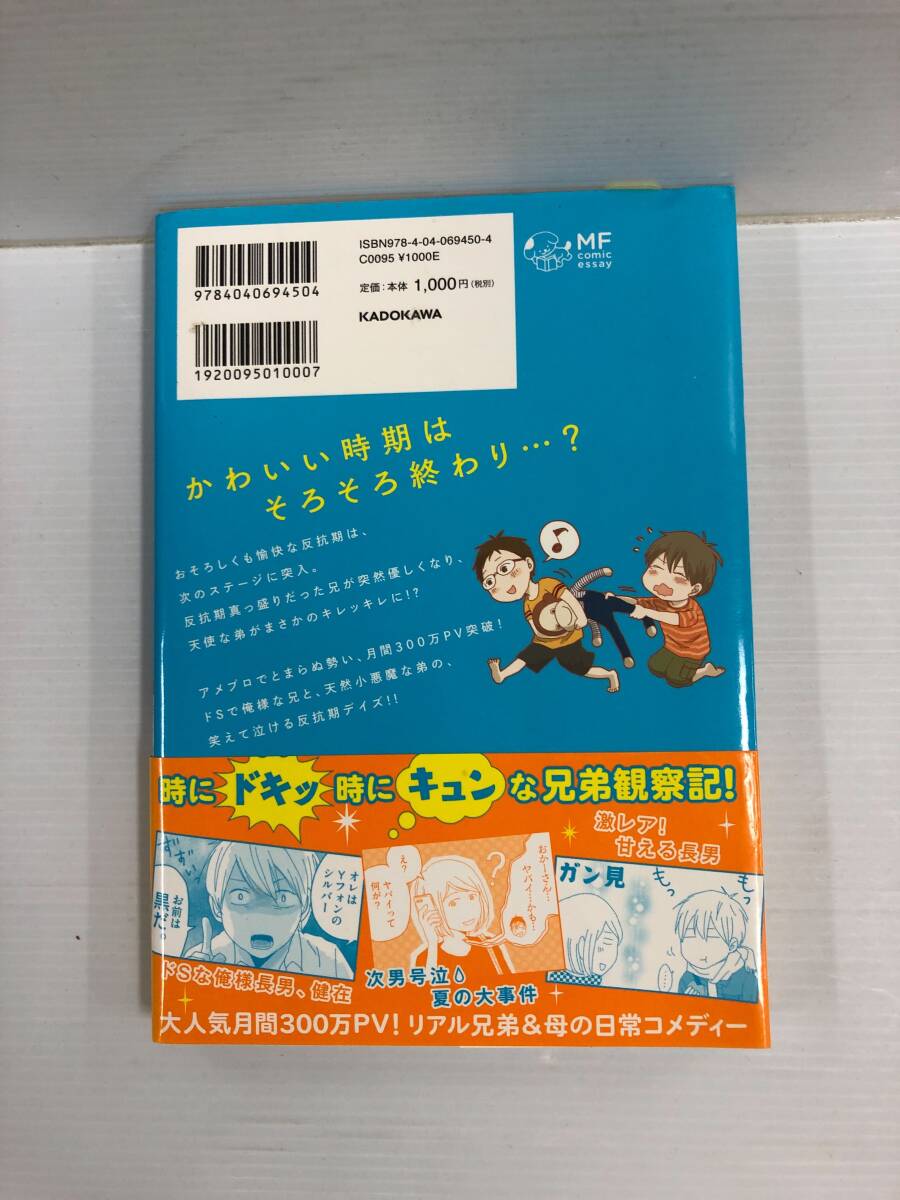 ISBN978-4-04-069450-4
C0095 ¥1000E
定価:本体 1,000円(税別)
KADOKAWA
9784040694504
1920095010007
MF
comic
essay
かわいい時期は
そろそろ終わり…?
おそろしくも愉快な反抗期は、
次のステージに突入。
反抗期真っ盛りだった兄が突然優しくなり、
天使な弟がまさかのキレッキレに!?
アメブロでとまらぬ勢い、月間300万PV突破!
ドSで俺様な兄と、天然小悪魔な弟の、
笑えて泣ける反抗期デイズ!!
時にドキッ時にキュンな兄弟観察記!
ずずいっ
オレは
Yフォンの
シルバー
お前は
黒だ。
ドSな俺様長男、健在
おかーさん…
ヤバイ…かも…
?
え?
ヤバイって
何が?
次男号泣
夏の大事件
激レア!
甘える長男
ガン見
もっ
もっ
大人気月間300万PV! リアル兄弟&母の日常コメディー